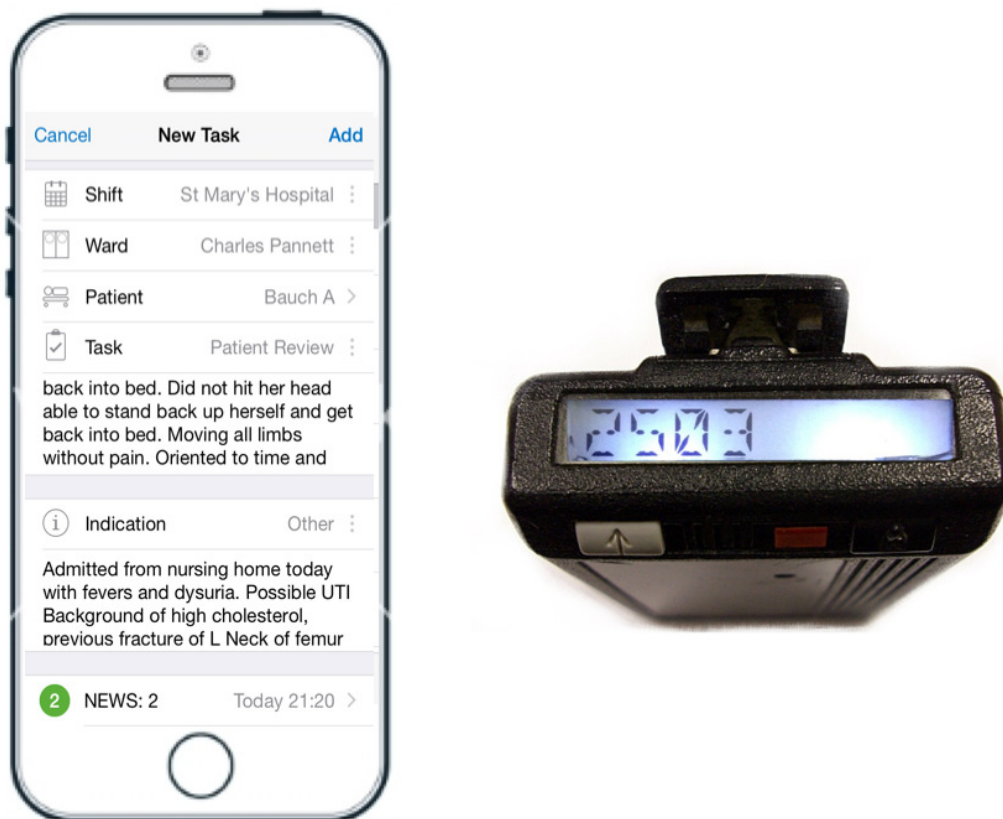 Cancel New Task Add
Shift St Mary's Hospital
Ward Charles Pannett
Patient Bauch A
Task Patient Review
back into bed. Did not hit her head
able to stand back up herself and get
back into bed. Moving all limbs
without pain. Oriented to time and
Indication Other
Admitted from nursing home today
with fevers and dysuria. Possible UTI
Background of high cholesterol,
previous fracture of L Neck of femur
2 NEWS: 2 Today 21:20
2503